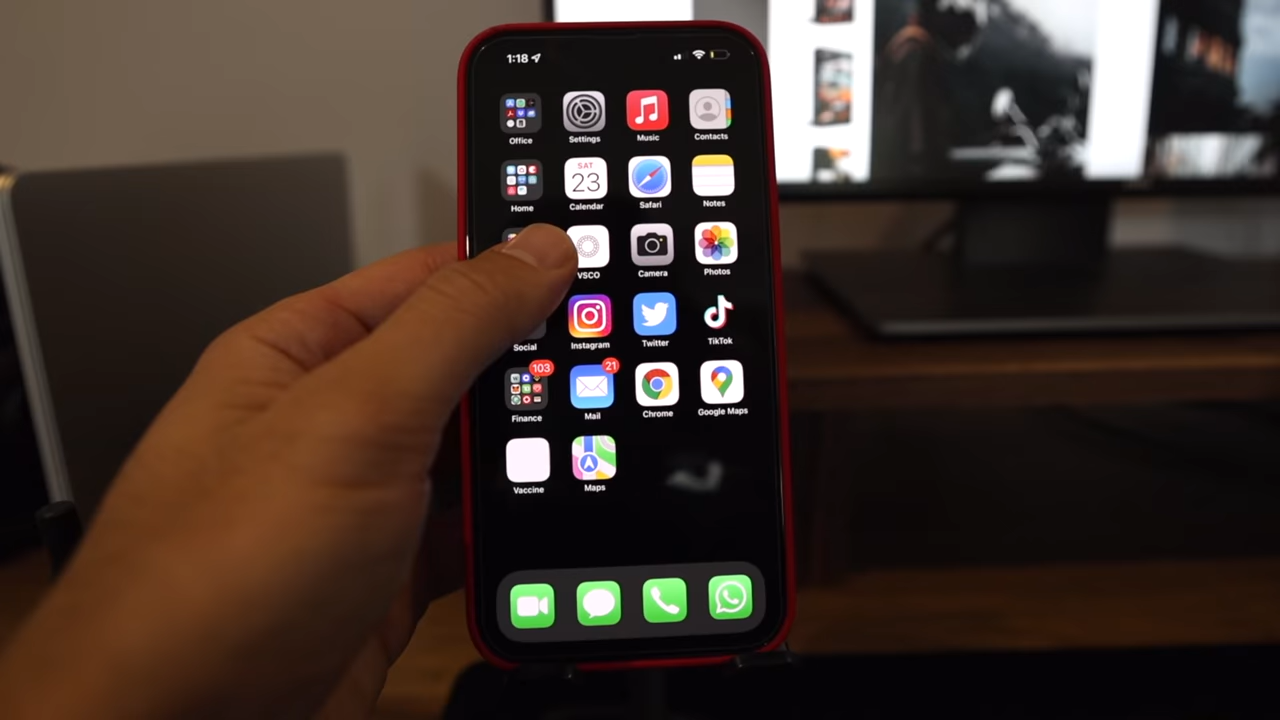 1:18
Office Settings Music Contacts
SAT
23
Home Calendar Safari Notes
VSCO Camera Photos
Social Instagram Twitter TikTok
103 21
Finance Mail Chrome Google Maps
Vaccine Maps